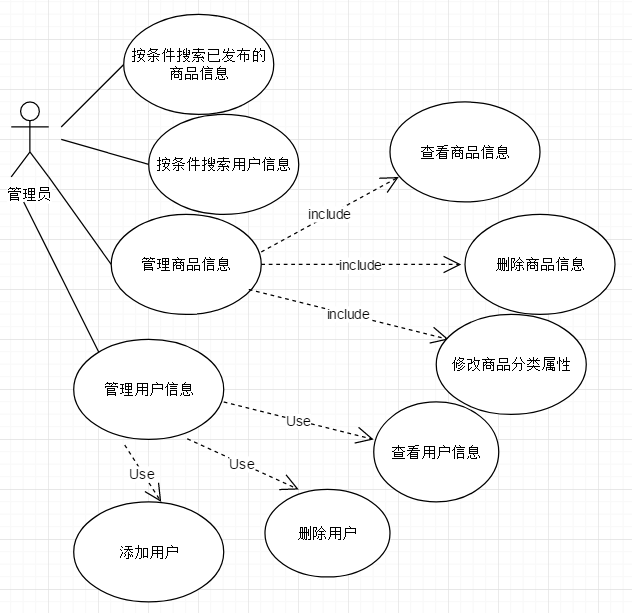 按条件搜索已发布的
商品信息
按条件搜索用户信息
查看商品信息
管理员
include
管理商品信息
include
删除商品信息
include
修改商品分类属性
管理用户信息
Use
查看用户信息
Use
Use
删除用户
添加用户